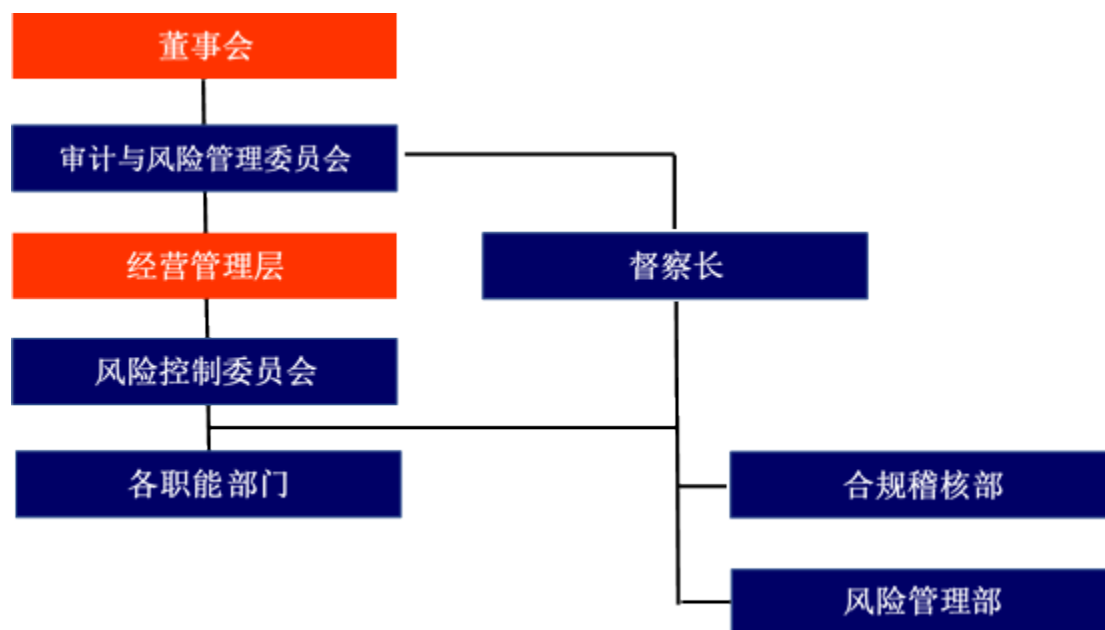 董事会
审计与风险管理委员会
经营管理层
督察长
风险控制委员会
各职能部门
合规稽核部
风险管理部